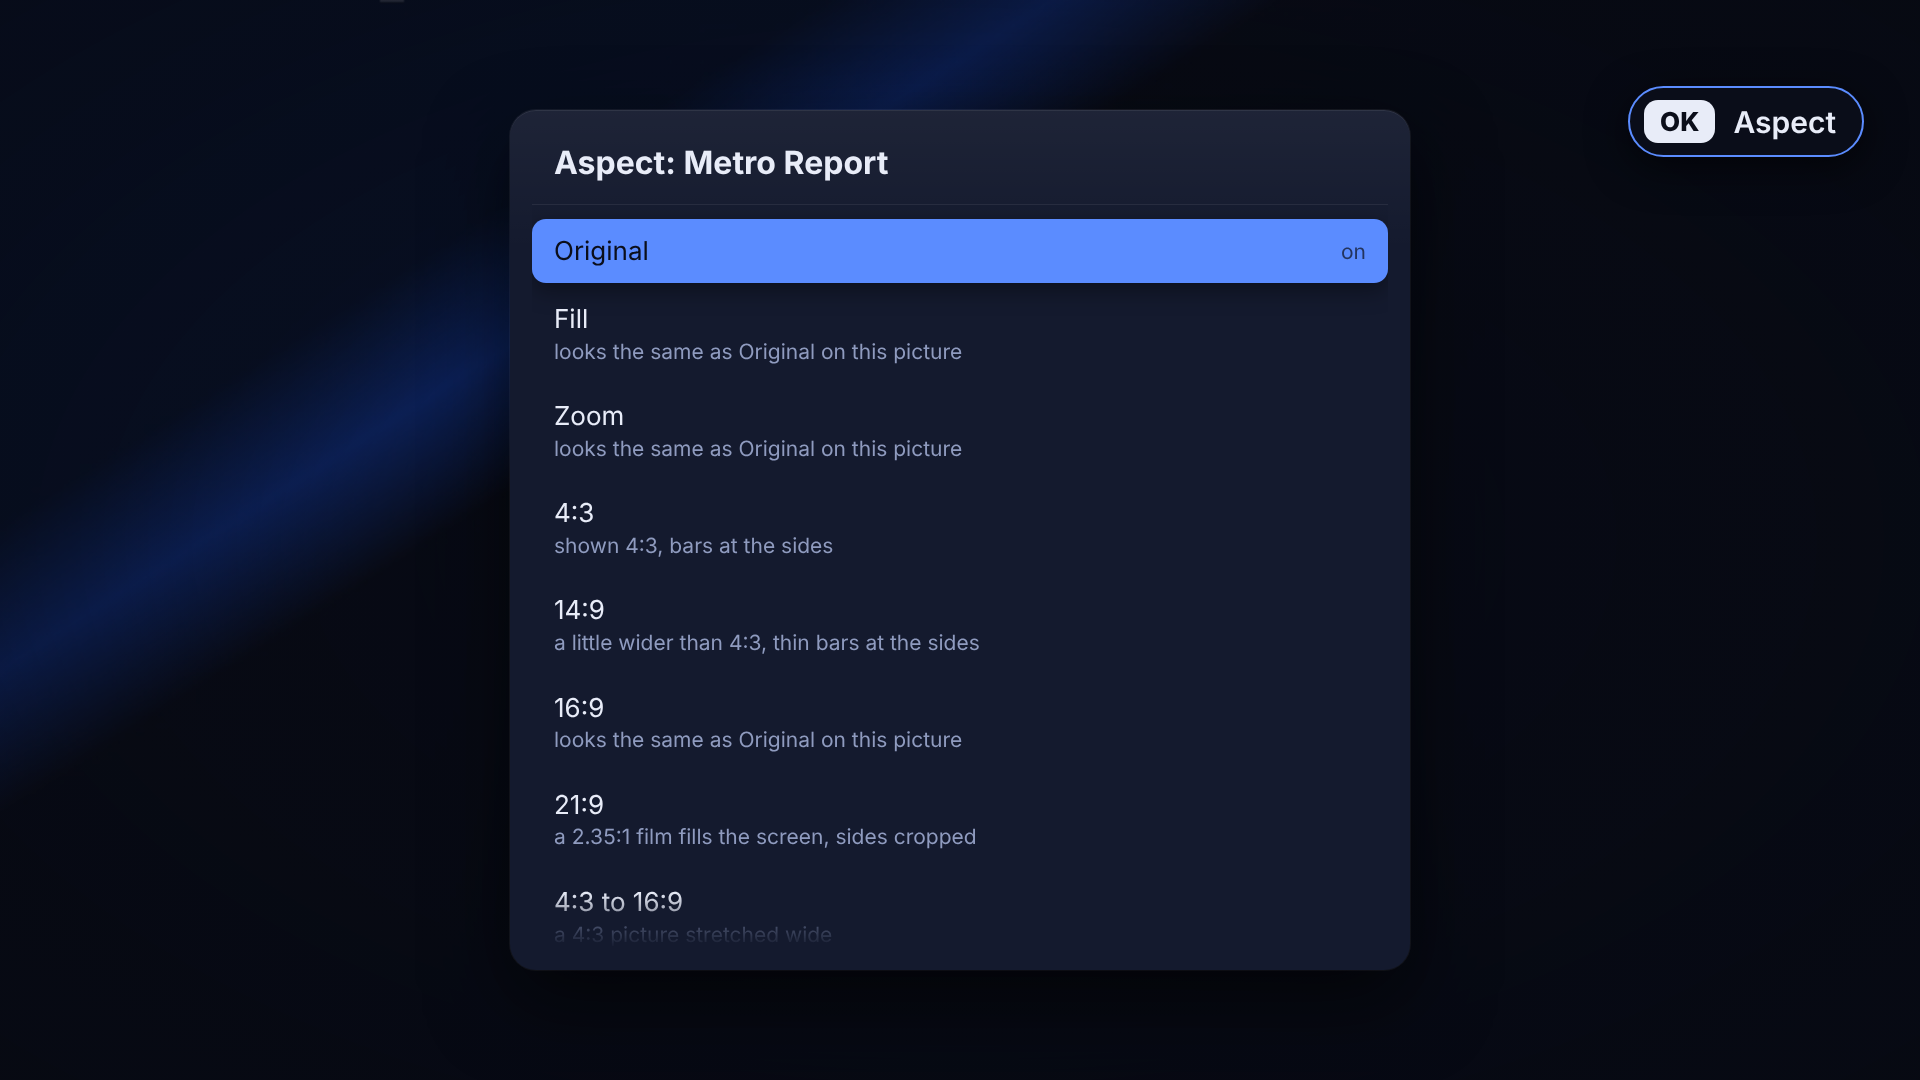 Aspect: Metro Report
OK Aspect
Original on
Fill
looks the same as Original on this picture
Zoom
looks the same as Original on this picture
4:3
shown 4:3, bars at the sides
14:9
a little wider than 4:3, thin bars at the sides
16:9
looks the same as Original on this picture
21:9
a 2.35:1 film fills the screen, sides cropped
4:3 to 16:9
a 4:3 picture stretched wide